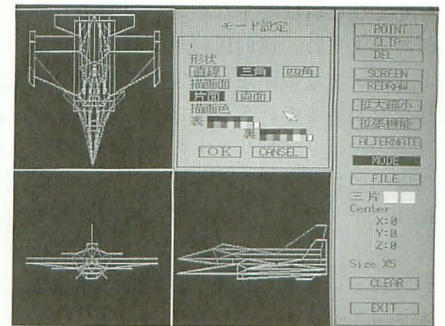 モード設定
形状
直線 三角 四角
描画面
片面 両面
描画色
表
裏
OK CANSEL
POINT
CLIP
DEL
SCREEN
REDRAW
拡大縮小
拡張機能
ALTERNATE
MODE
FILE
三片
Center
X:0
Y:0
Z:0
Size X5
CLEAR
EXIT